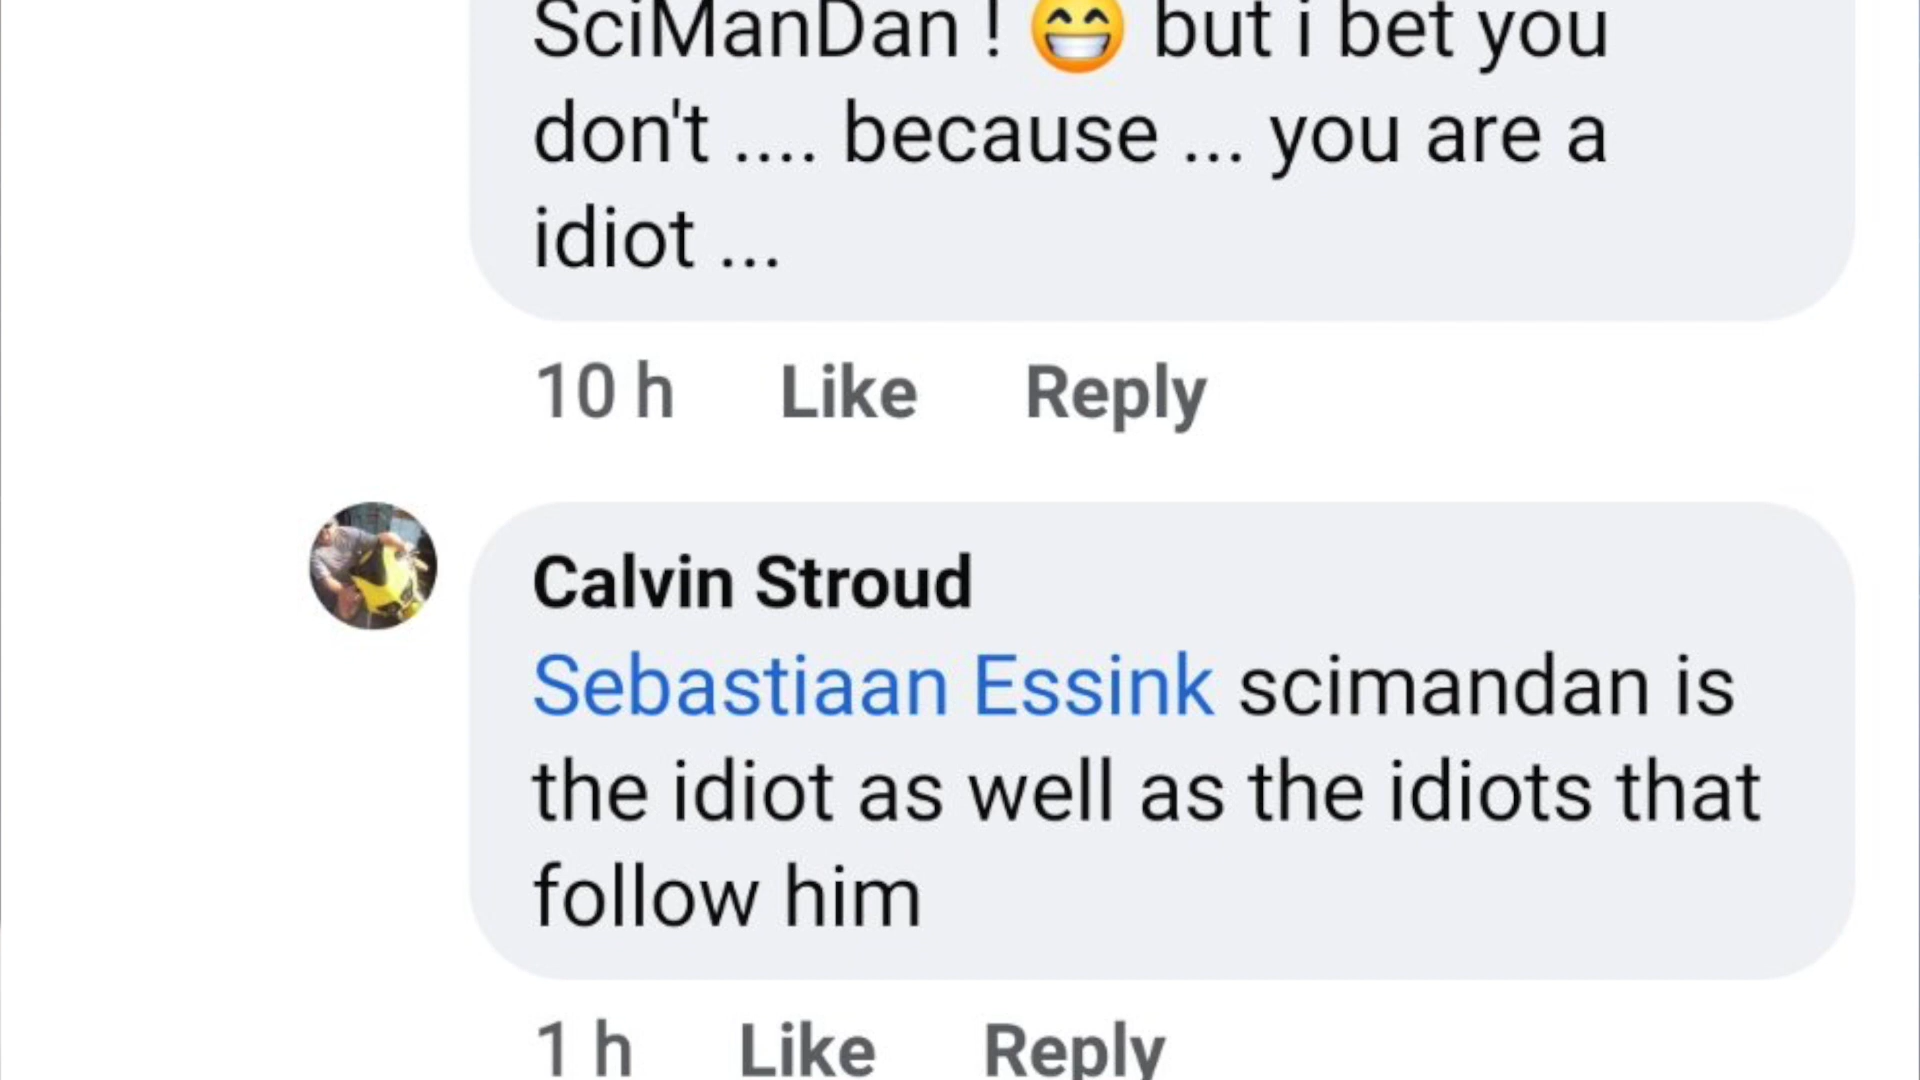 SciManDan ! 😁 but i bet you
don't .... because ... you are a
idiot ...
10 h Like Reply
Calvin Stroud
Sebastiaan Essink scimandan is
the idiot as well as the idiots that
follow him
1 h Like Reply